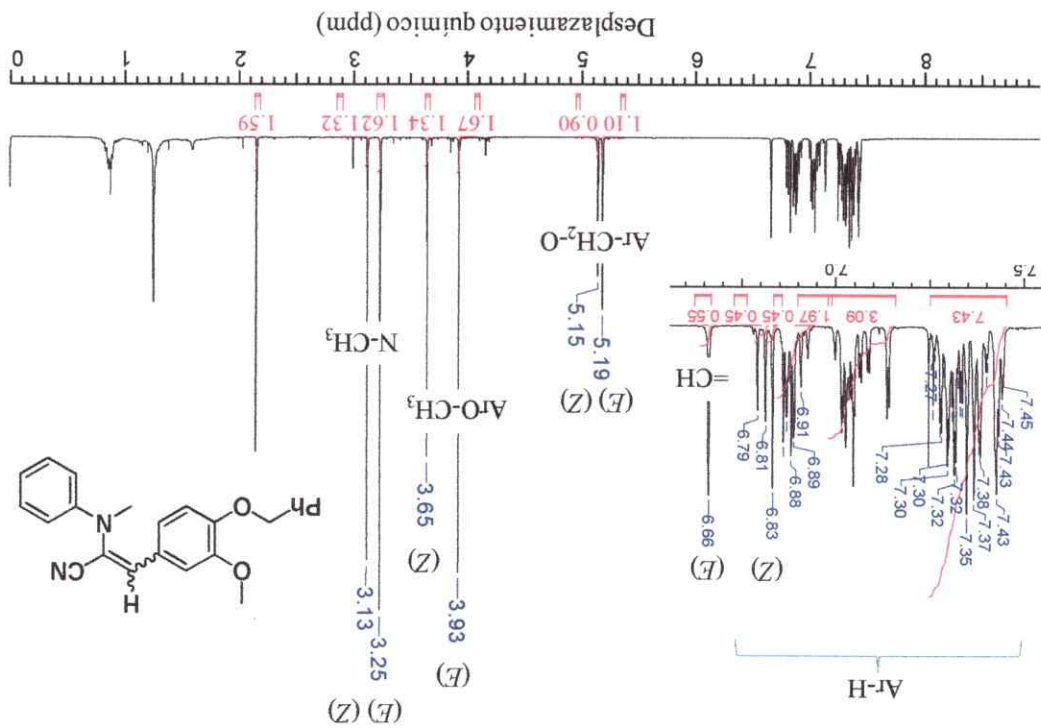 Ar-H
(E) (Z)
(E)
(Z)
(E)
(Z)
(E) (Z)
=CH
6.66
6.79
6.81
6.83
6.88
6.89
6.91
7.27
7.28
7.30
7.30
7.32
7.32
7.35
7.37
7.38
7.43
7.43
7.44
7.45
7.43
3.09
1.97
0.45
0.45
0.55
7.5
7.0
5.19
5.15
Ar-CH₂-O
3.93
3.65
ArO-CH₃
3.25
3.13
N-CH₃
O
O
Ph
H
N
CN
1.10
0.90
1.67
1.34
1.62
1.32
1.59
8 7 6 5 4 3 2 1 0
Desplazamiento químico (ppm)